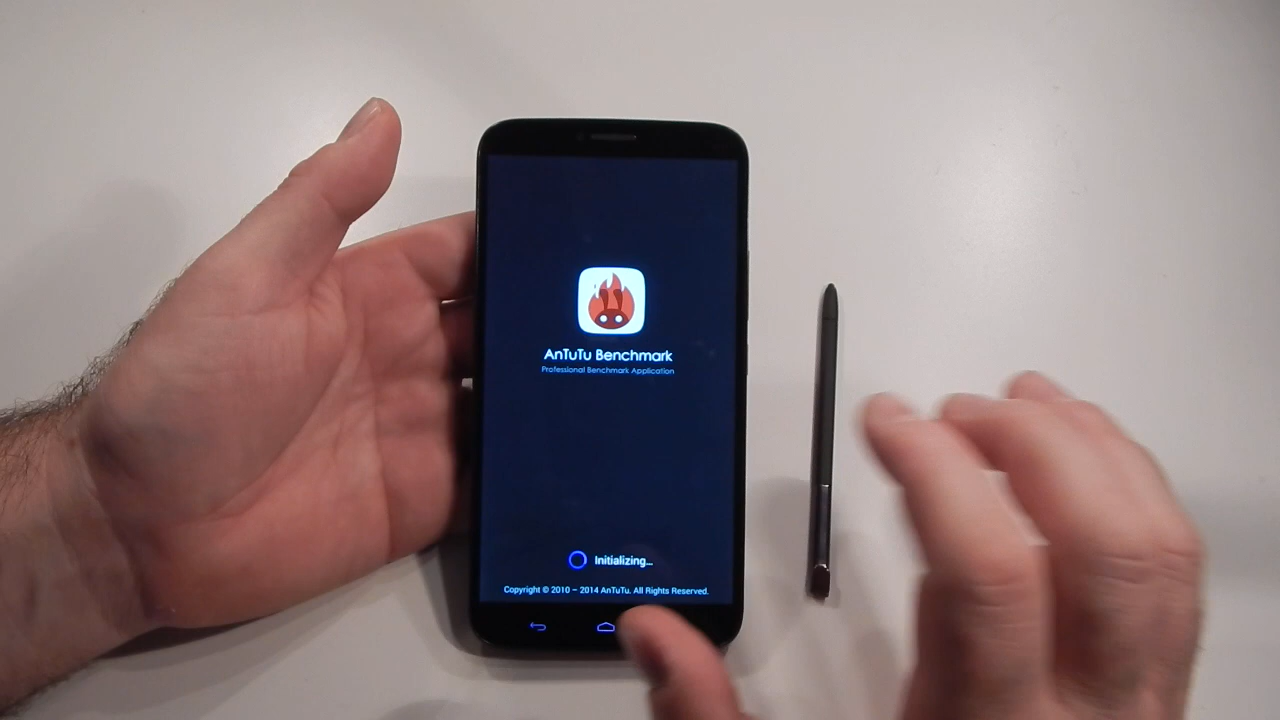 AnTuTu Benchmark
Professional Benchmark Application
Initializing...
Copyright © 2010 – 2014 AnTuTu. All Rights Reserved.